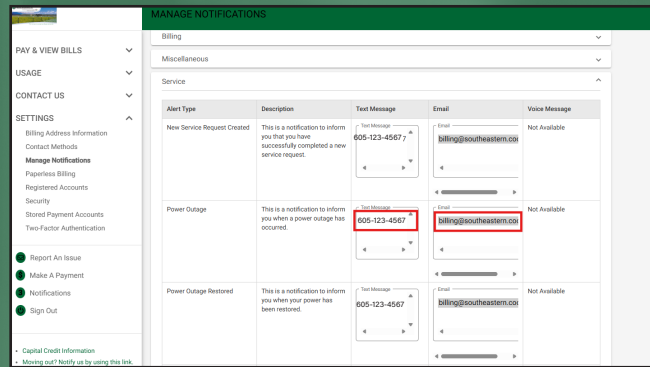 MANAGE NOTIFICATIONS
PAY & VIEW BILLS
USAGE
CONTACT US
SETTINGS
Billing Address Information
Contact Methods
Manage Notifications
Paperless Billing
Registered Accounts
Security
Stored Payment Accounts
Two-Factor Authentication
Report An Issue
Make A Payment
Notifications
Sign Out
• Capital Credit Information
• Moving out? Notify us by using this link.
Billing
Miscellaneous
Service
Alert Type Description Text Message Email Voice Message
New Service Request Created
This is a notification to inform
you that you have
successfully completed a new
service request.
Text Message
605-123-4567 7
Email
billing@southeastern.coo
Not Available
Power Outage
This is a notification to inform
you when a power outage has
occurred.
Text Message
605-123-4567
Email
billing@southeastern.coo
Not Available
Power Outage Restored
This is a notification to inform
you when your power has
been restored.
Text Message
605-123-4567
Email
billing@southeastern.coo
Not Available